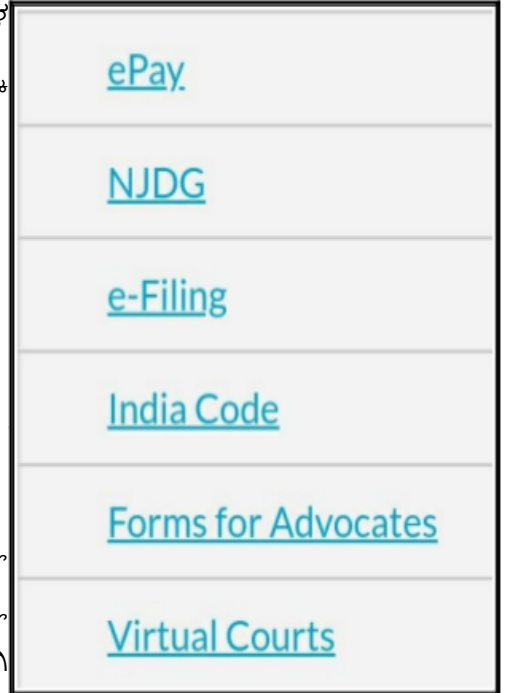 ePay
NJDG
e-Filing
India Code
Forms for Advocates
Virtual Courts